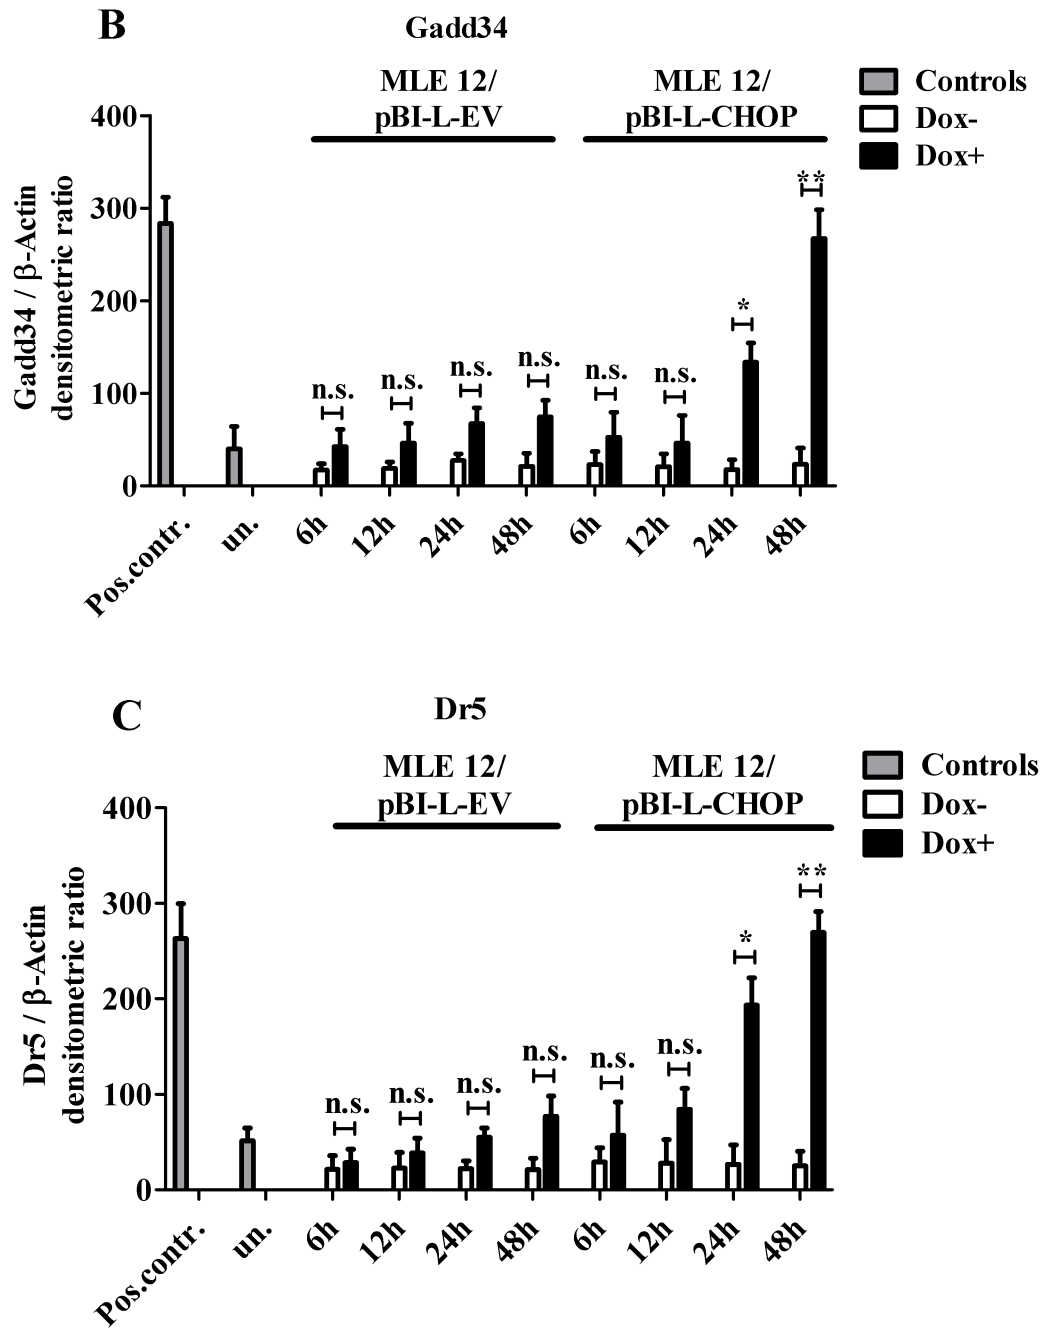 B
Gadd34
MLE 12/
pBI-L-EV
MLE 12/
pBI-L-CHOP
Controls
Dox-
Dox+
Gadd34 / β-Actin
densitometric ratio
400
300
200
100
0
n.s.
n.s.
n.s.
n.s.
n.s.
n.s.
*
**
Pos.contr.
un.
6h
12h
24h
48h
6h
12h
24h
48h
C
Dr5
MLE 12/
pBI-L-EV
MLE 12/
pBI-L-CHOP
Controls
Dox-
Dox+
Dr5 / β-Actin
densitometric ratio
400
300
200
100
0
n.s.
n.s.
n.s.
n.s.
n.s.
n.s.
*
**
Pos.contr.
un.
6h
12h
24h
48h
6h
12h
24h
48h